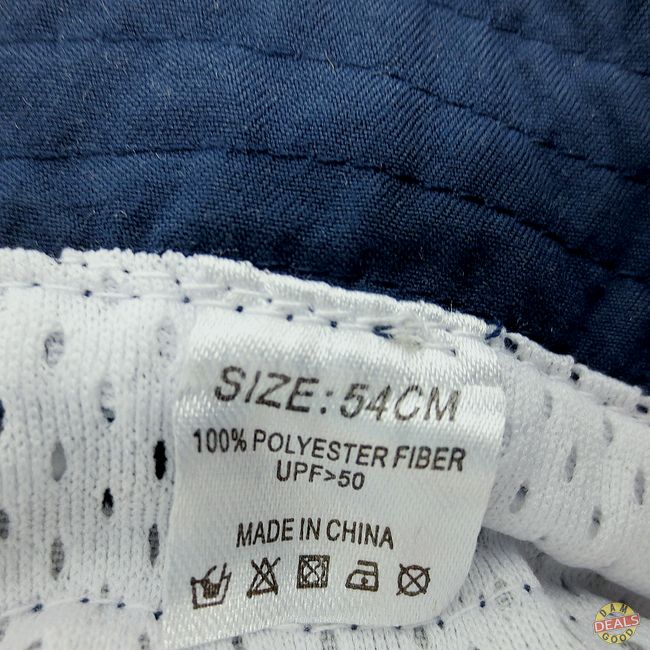 SIZE: 54CM
100% POLYESTER FIBER
UPF>50
MADE IN CHINA
DAM
DEALS
GOOD